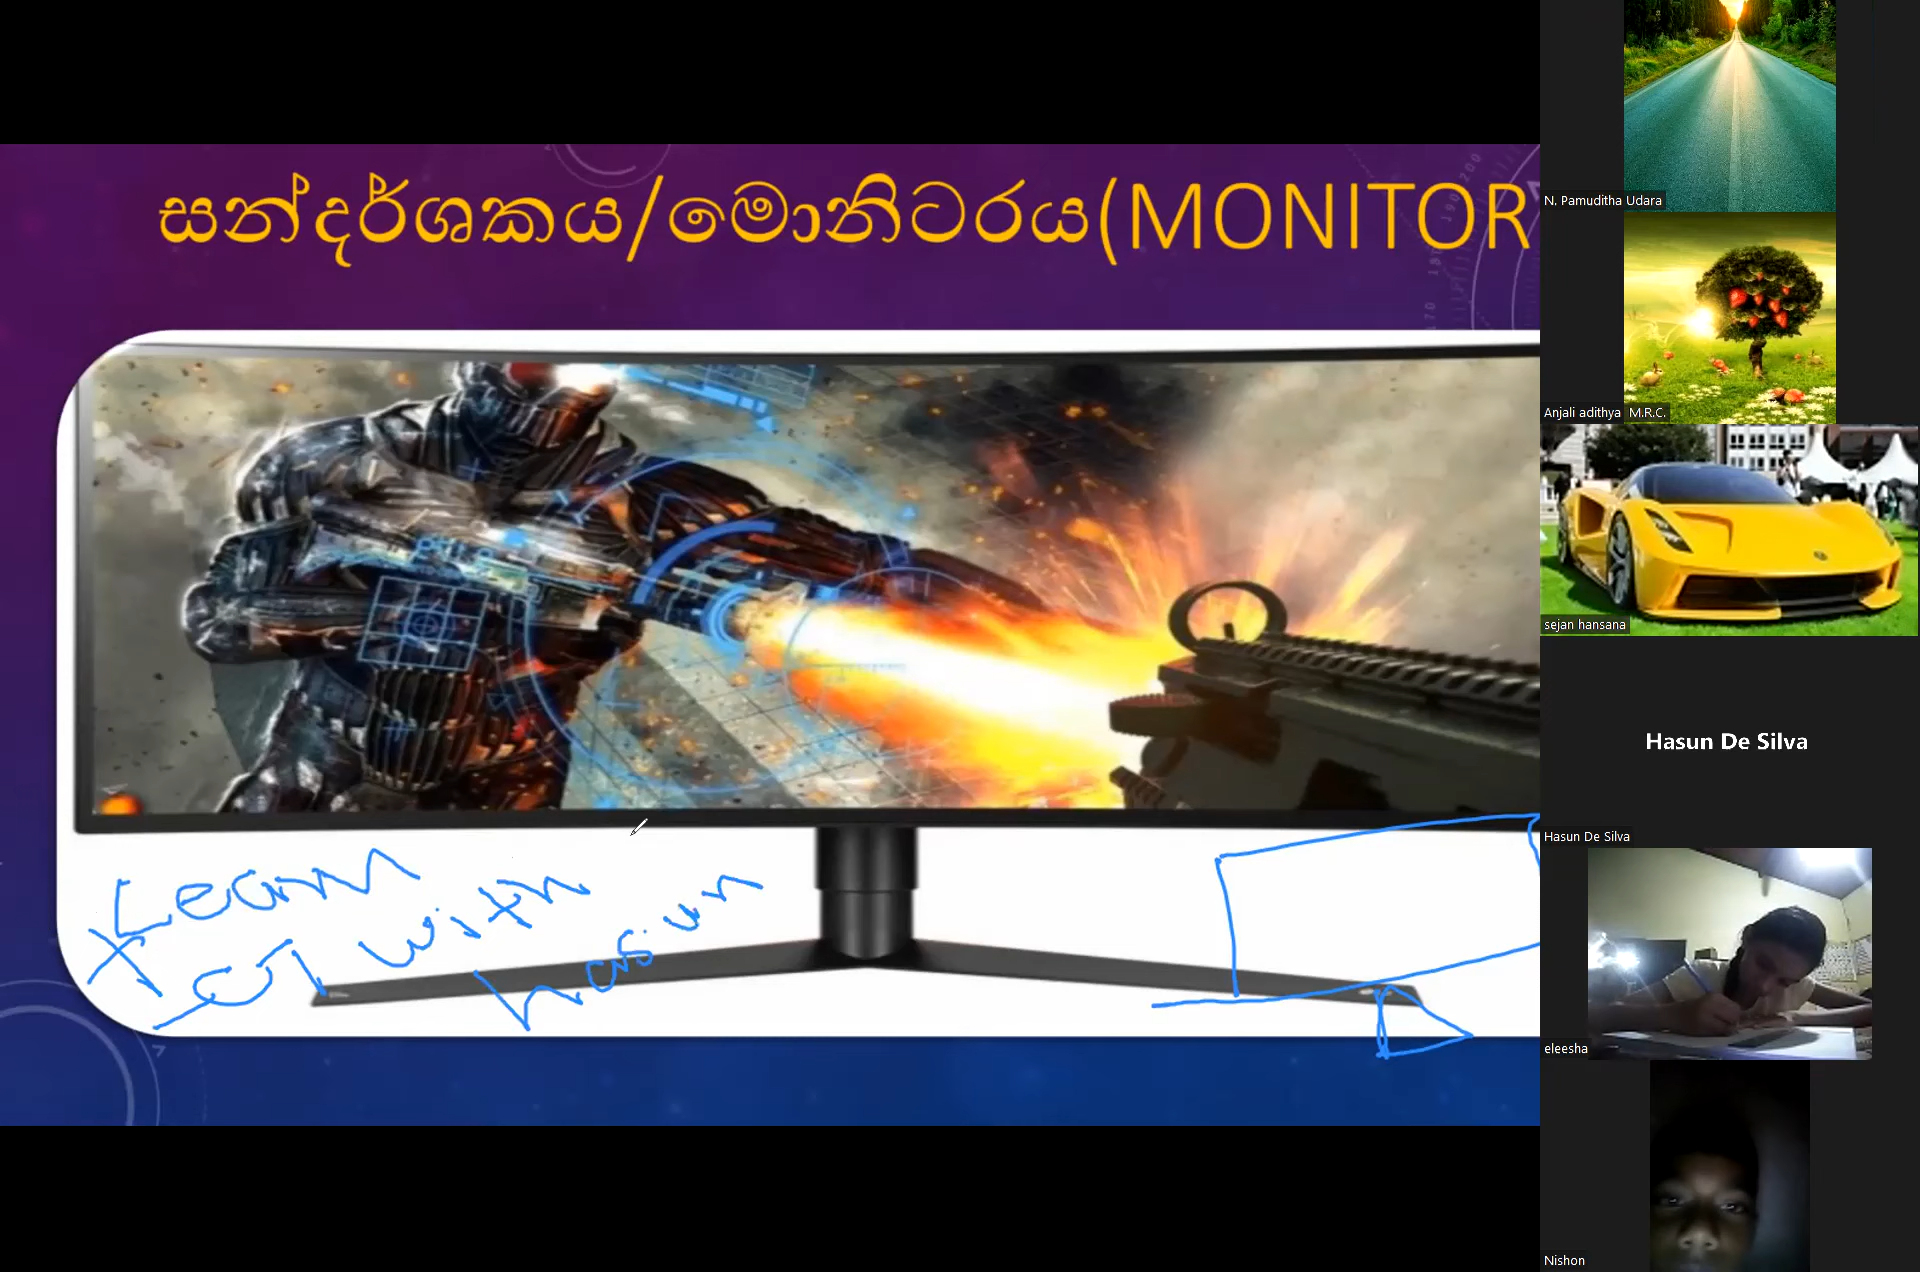 සන්දර්ශකය/මොනිටරය(MONITOR
Learn
with
hasun
N. Pamuditha Udara
Anjali adithya M.R.C.
sejan hansana
Hasun De Silva
Hasun De Silva
eleesha
Nishon